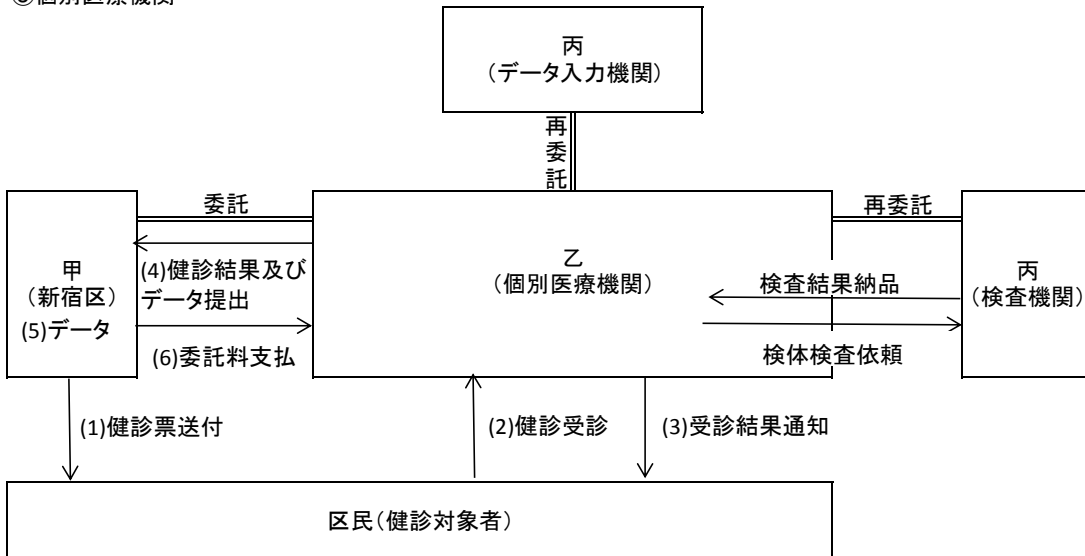 個別医療機関
丙
（データ入力機関）
再委託
委託
再委託
甲
（新宿区）
(5)データ
(4)健診結果及び
データ提出
(6)委託料支払
乙
（個別医療機関）
検査結果納品
検体検査依頼
丙
（検査機関）
(1)健診票送付
(2)健診受診
(3)受診結果通知
区民（健診対象者）